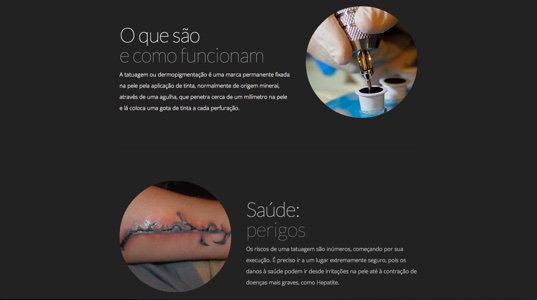 O que são
e como funcionam
A tatuagem ou dermopigmentação é uma marca permanente fixada
na pele pela aplicação de tinta, normalmente de origem mineral,
através de uma agulha, que penetra cerca de um milímetro na pele
e lá coloca uma gota de tinta a cada perfuração.
Saúde:
perigos
Os riscos de uma tatuagem são inúmeros, começando por sua
execução. É preciso ir a um lugar extremamente seguro, pois os
danos à saúde podem ir desde irritações na pele até à contração de
doenças mais graves, como Hepatite.